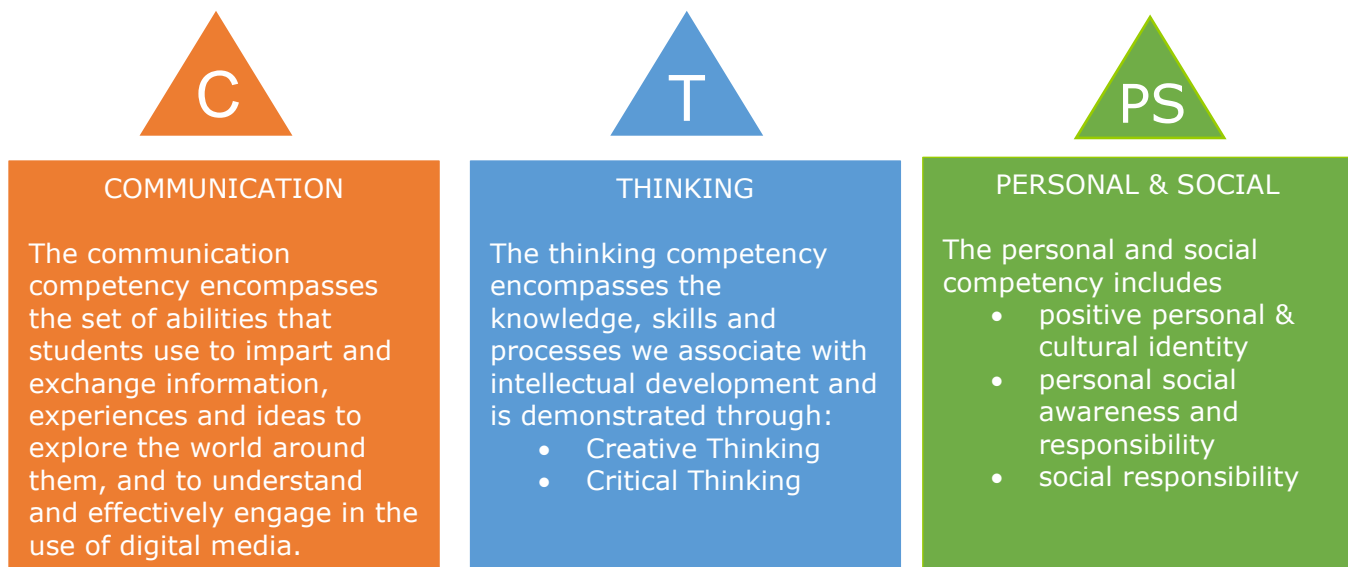 C
COMMUNICATION
The communication
competency encompasses
the set of abilities that
students use to impart and
exchange information,
experiences and ideas to
explore the world around
them, and to understand
and effectively engage in the
use of digital media.
T
THINKING
The thinking competency
encompasses the
knowledge, skills and
processes we associate with
intellectual development and
is demonstrated through:
• Creative Thinking
• Critical Thinking
PS
PERSONAL & SOCIAL
The personal and social
competency includes
• positive personal &
cultural identity
• personal social
awareness and
responsibility
• social responsibility